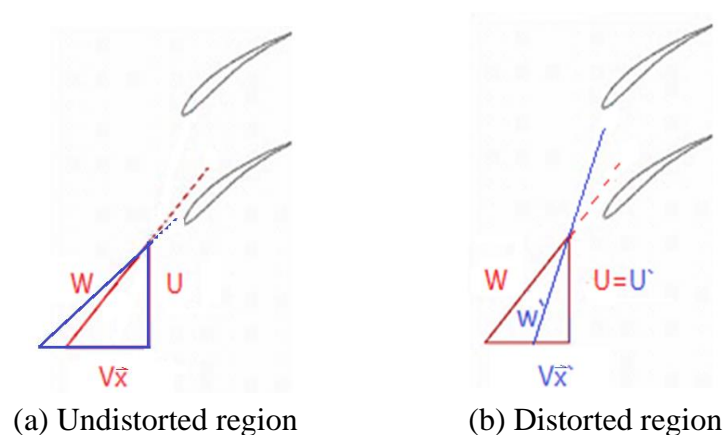 W U
Vx⃗
(a) Undistorted region
W w' U=U`
Vx⃗`
(b) Distorted region